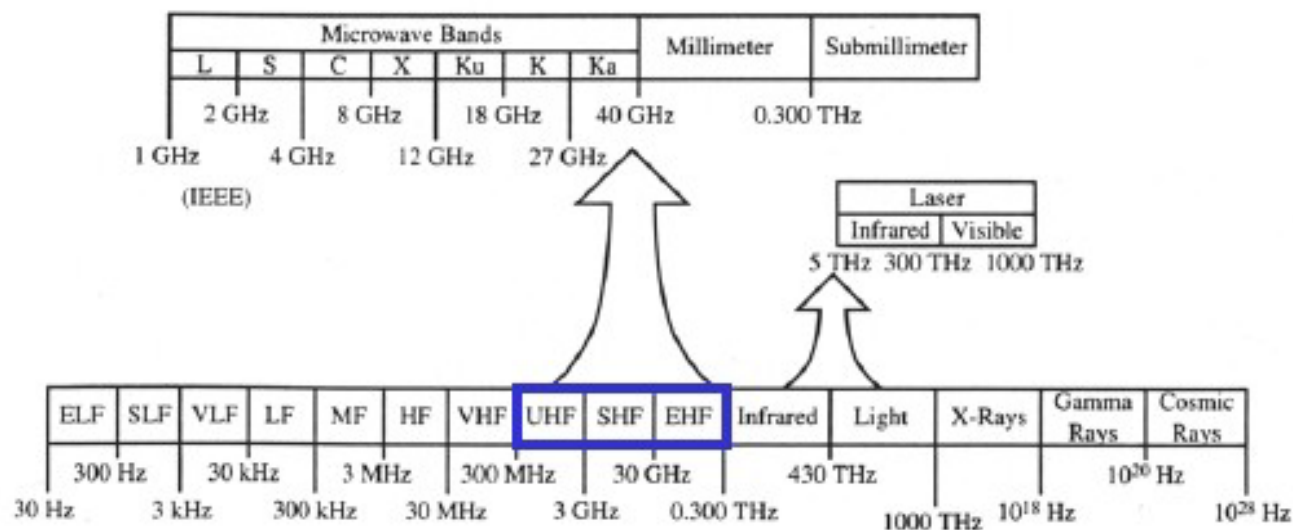 Microwave Bands Millimeter Submillimeter
L S C X Ku K Ka
2 GHz 8 GHz 18 GHz 40 GHz 0.300 THz
1 GHz 4 GHz 12 GHz 27 GHz
(IEEE)
Laser
Infrared Visible
5 THz 300 THz 1000 THz
ELF SLF VLF LF MF HF VHF UHF SHF EHF Infrared Light X-Rays Gamma Rays Cosmic Rays
300 Hz 30 kHz 3 MHz 300 MHz 30 GHz 430 THz 10²⁰ Hz
30 Hz 3 kHz 300 kHz 30 MHz 3 GHz 0.300 THz 1000 THz 10¹⁸ Hz 10²⁸ Hz